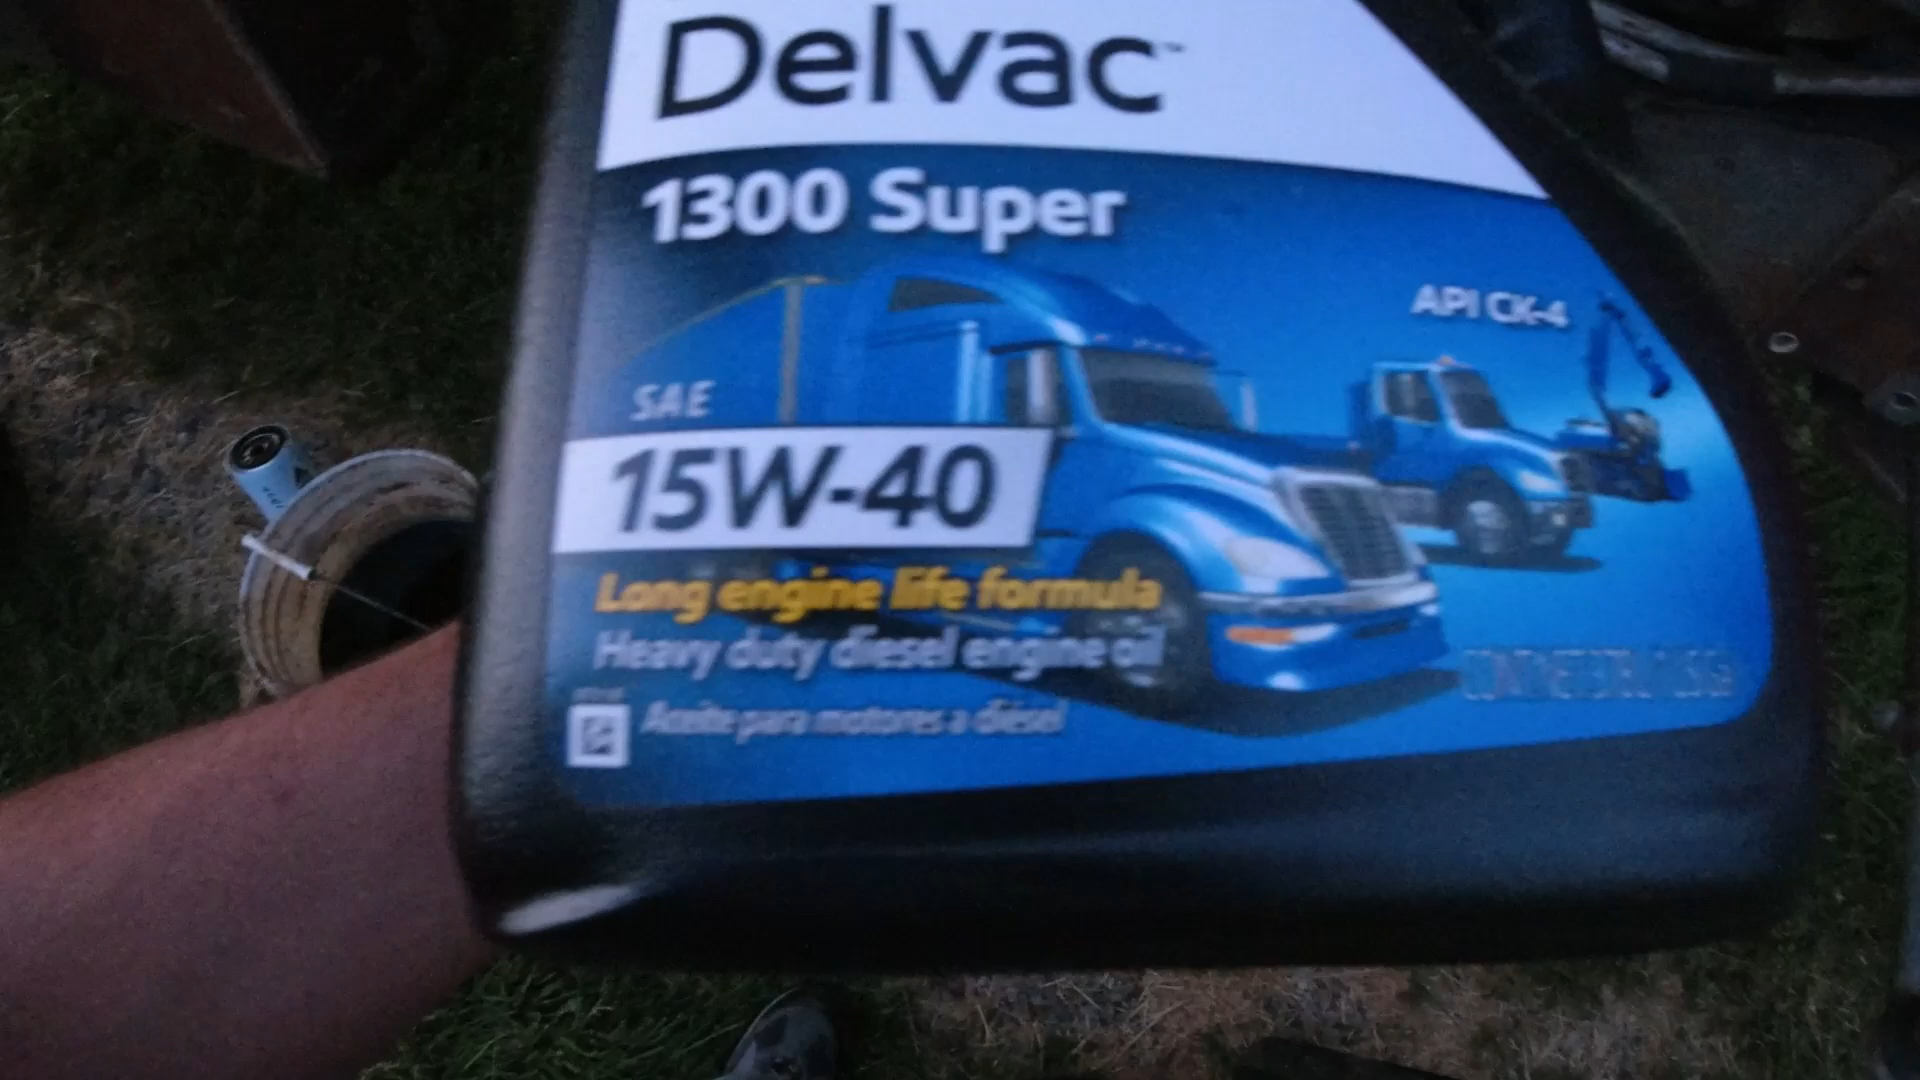 Delvac™
1300 Super
API CK-4
SAE
15W-40
Long engine life formula
Heavy duty diesel engine oil
Aceite para motores a diésel